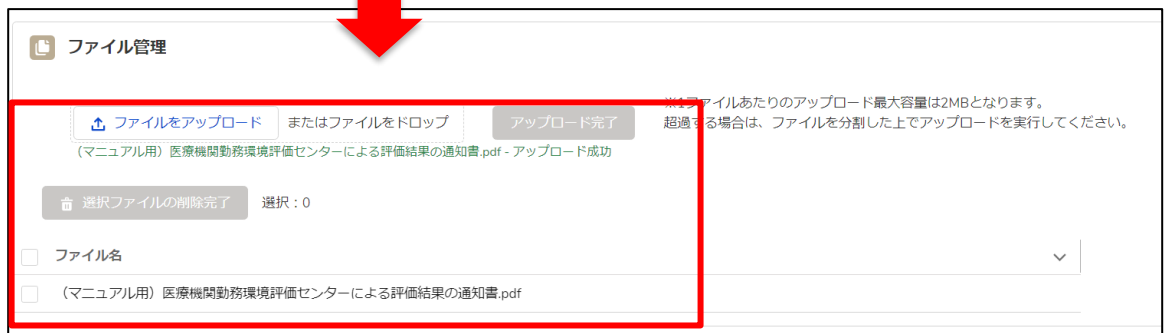 ファイル管理
※1ファイルあたりのアップロード最大容量は2MBとなります。
ファイルをアップロード またはファイルをドロップ アップロード完了 超過する場合は、ファイルを分割した上でアップロードを実行してください。
（マニュアル用）医療機関勤務環境評価センターによる評価結果の通知書.pdf - アップロード成功
選択ファイルの削除完了 選択：0
ファイル名
（マニュアル用）医療機関勤務環境評価センターによる評価結果の通知書.pdf